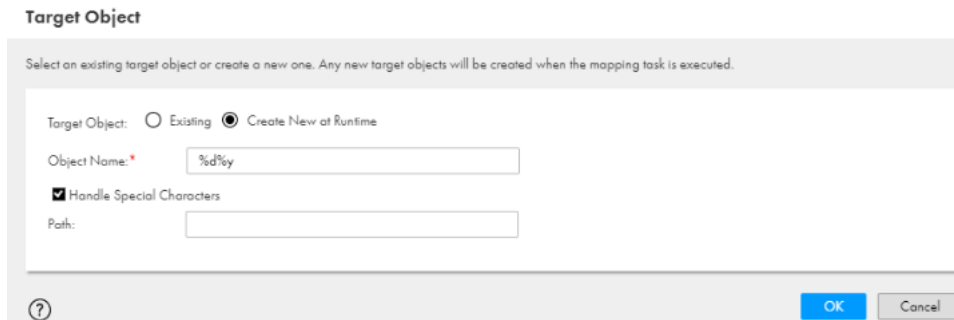 Target Object
Select an existing target object or create a new one. Any new target objects will be created when the mapping task is executed.
Target Object: Existing Create New at Runtime
Object Name:* %d%y
Handle Special Characters
Path:
? OK Cancel